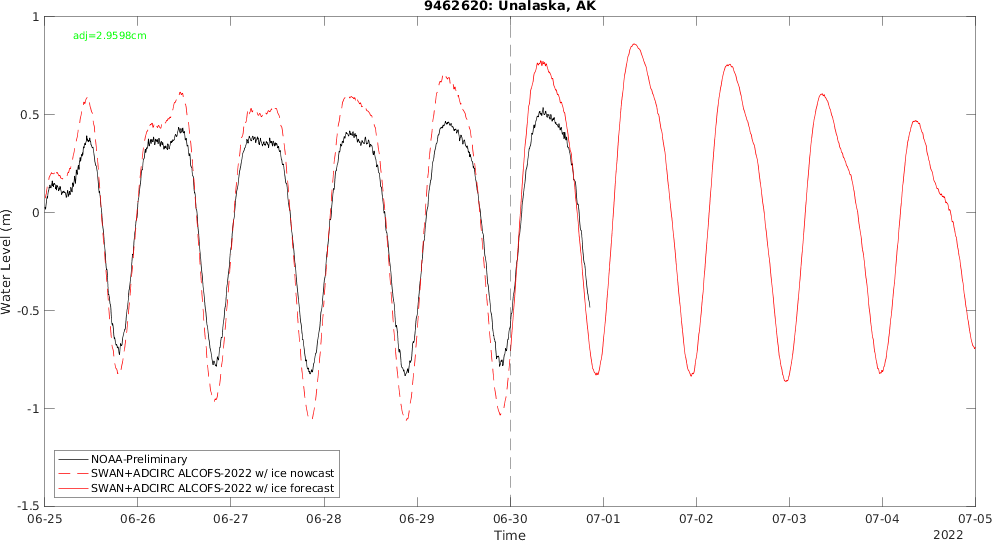 9462620: Unalaska, AK
adj=2.9598cm
1
0.5
0
-0.5
-1
-1.5
Water Level (m)
NOAA-Preliminary
SWAN+ADCIRC ALCOFS-2022 w/ ice nowcast
SWAN+ADCIRC ALCOFS-2022 w/ ice forecast
06-25 06-26 06-27 06-28 06-29 06-30 07-01 07-02 07-03 07-04 07-05
Time
2022